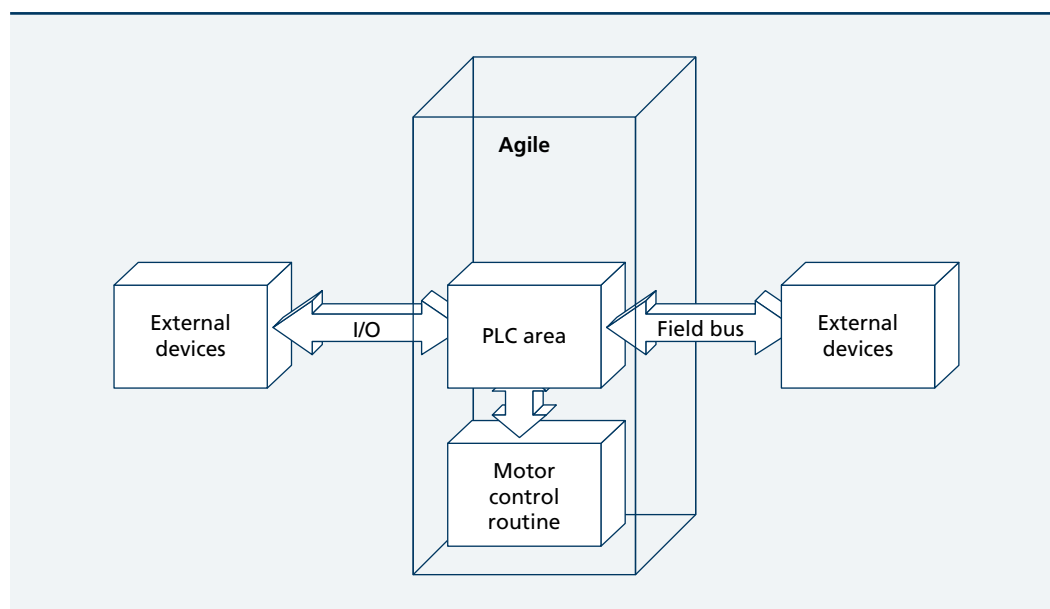 Agile
External
devices
I/O
PLC area
Field bus
External
devices
Motor
control
routine